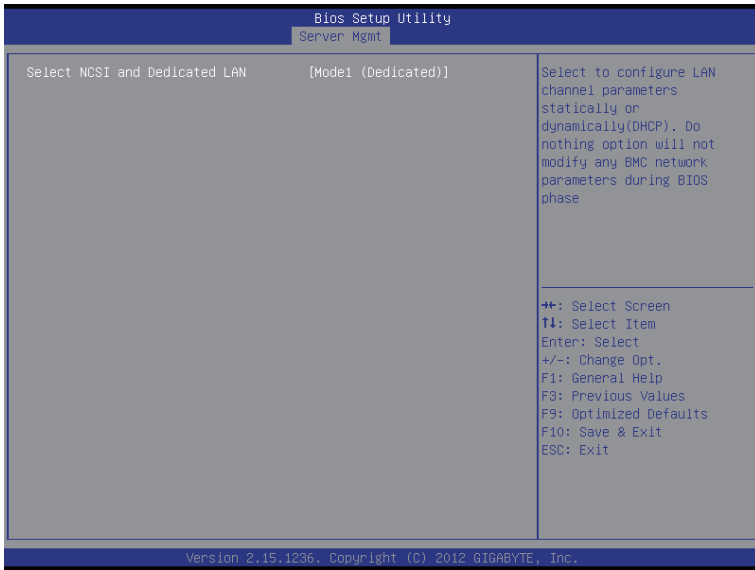 Bios Setup Utility
Server Mgmt
Select NCSI and Dedicated LAN [Mode1 (Dedicated)]
Select to configure LAN
channel parameters
statically or
dynamically(DHCP). Do
nothing option will not
modify any BMC network
parameters during BIOS
phase
→←: Select Screen
↑↓: Select Item
Enter: Select
+/-: Change Opt.
F1: General Help
F3: Previous Values
F9: Optimized Defaults
F10: Save & Exit
ESC: Exit
Version 2.15.1236. Copyright (C) 2012 GIGABYTE, Inc.